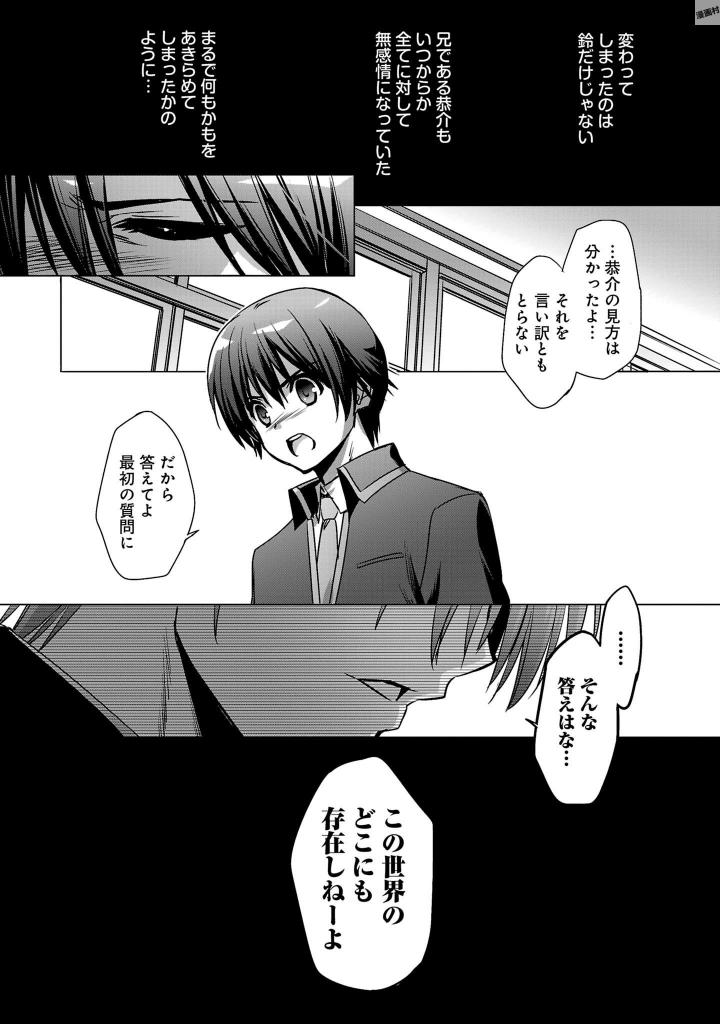 漫画村
変わって
しまったのは
鈴だけじゃない
兄である恭介も
いつからか
全てに対して
無感情になっていた
まるで何もかもを
あきらめて
しまったかの
ように…
…恭介の見方は
分かったよ…
それを
言い訳とも
とらない
だから
答えてよ
最初の質問に
……
そんな
答えはな…
この世界の
どこにも
存在しねーよ